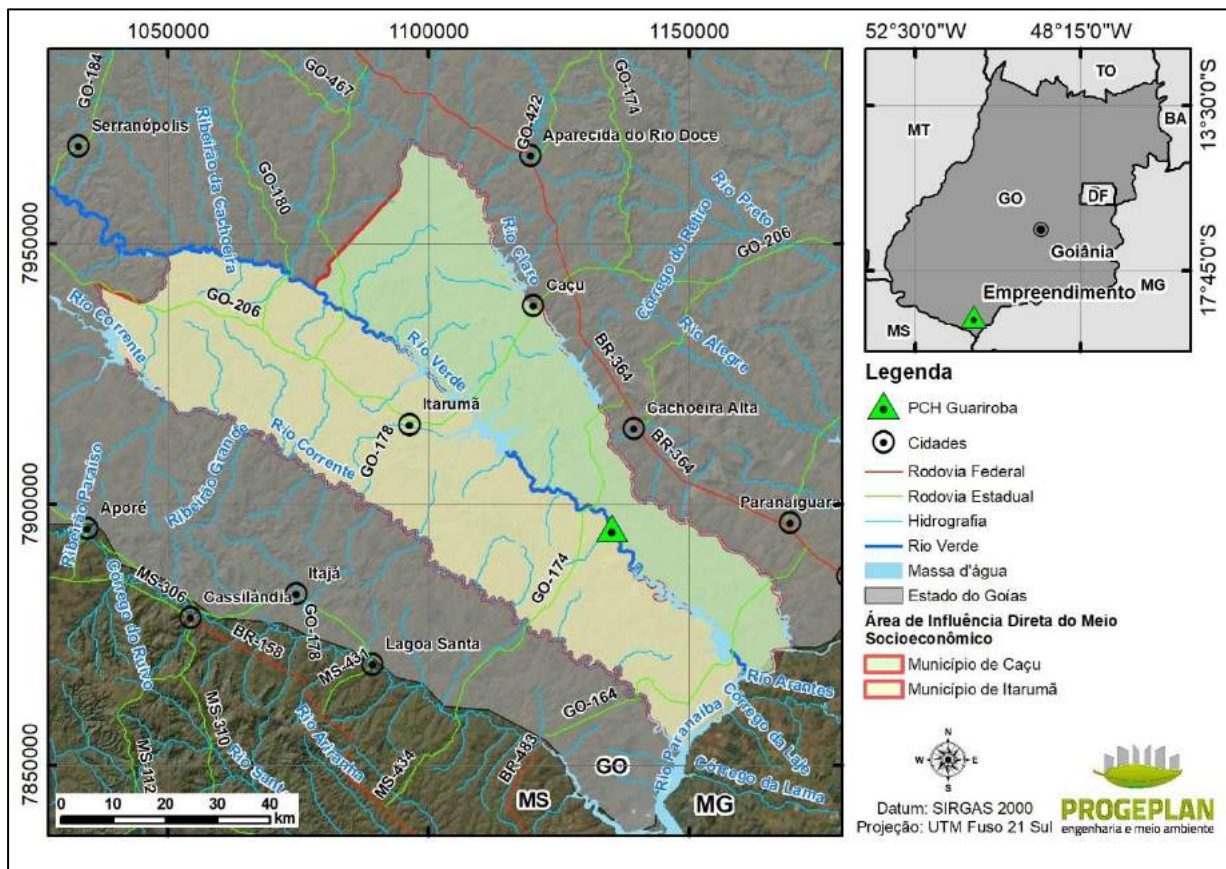 1050000
1100000
1150000
7950000
7900000
7850000
GO-184
GO-467
GO-422
GO-174
Serranópolis
Ribeirão da Cachoeira
GO-180
Aparecida do Rio Doce
Rio Claro
Rio Preto
Córrego do Retiro
GO-206
Caçu
GO-206
Rio Corrente
Rio Verde
Rio Alegre
BR-364
Itarumã
Cachoeira Alta
Rio Corrente
GO-178
BR-364
Ribeirão Grande
Ribeirão Paraíso
Aporé
Paranaiguara
GO-174
Itajá
MS-306
Cassilândia
GO-178
BR-158
MS-431
Lagoa Santa
GO-164
Rio Arantes
Córrego da Laje
Rio Paranaíba
Córrego da Lama
MS-310
MS-112
MS-434
BR-483
GO
MS
MG
0 10 20 30 40
km
52°30'0"W
48°15'0"W
13°30'0"S
17°45'0"S
TO
MT
BA
GO
DF
Goiânia
MG
Empreendimento
MS
Legenda
PCH Guariroba
Cidades
Rodovia Federal
Rodovia Estadual
Hidrografia
Rio Verde
Massa d'água
Estado do Goías
Área de Influência Direta do Meio
Socioeconômico
Município de Caçu
Município de Itarumã
N
W E
S
Datum: SIRGAS 2000
Projeção: UTM Fuso 21 Sul
PROGEPLAN
engenharia e meio ambiente